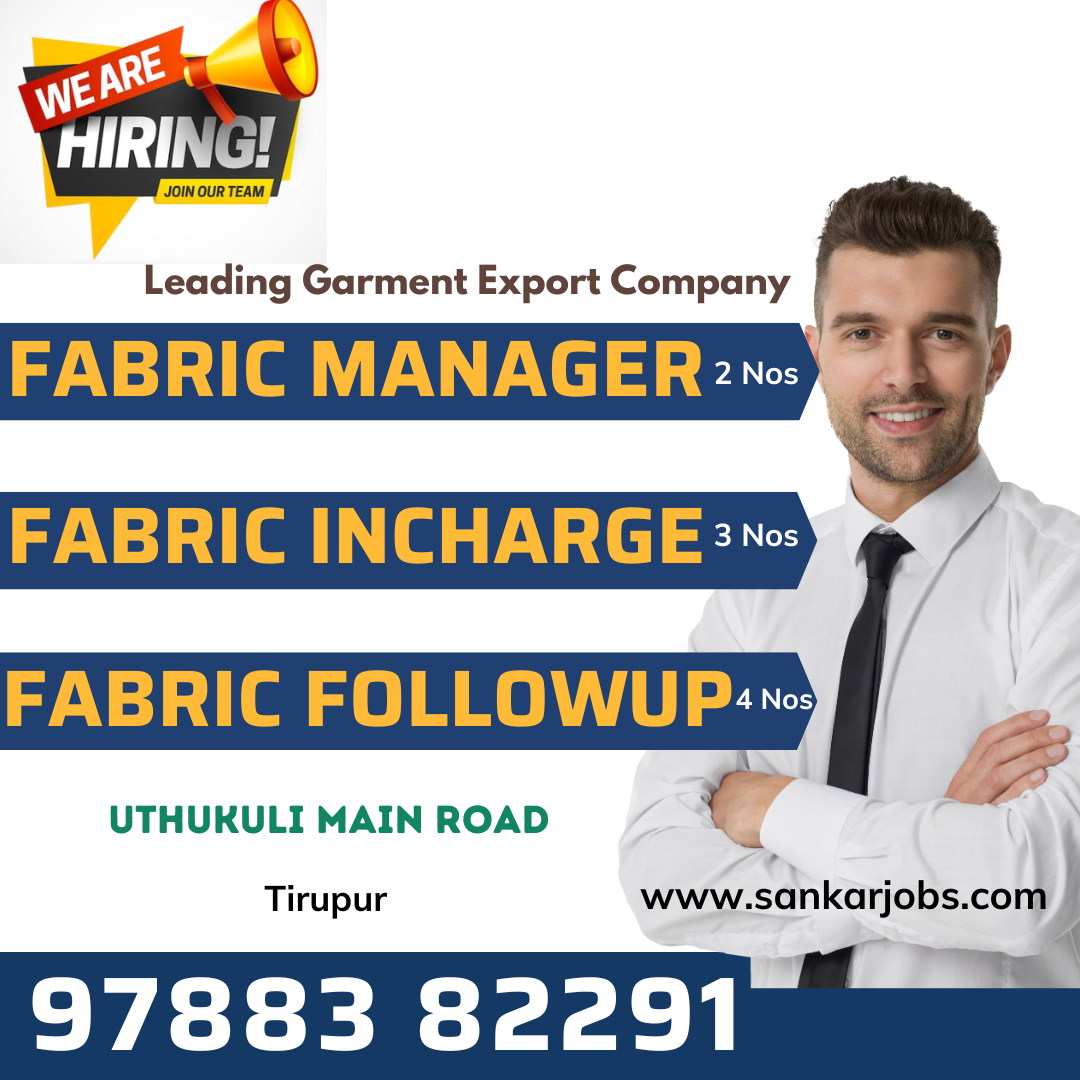 WE ARE
HIRING!
JOIN OUR TEAM
Leading Garment Export Company
FABRIC MANAGER 2 Nos
FABRIC INCHARGE 3 Nos
FABRIC FOLLOWUP 4 Nos
UTHUKULI MAIN ROAD
Tirupur
www.sankarjobs.com
97883 82291